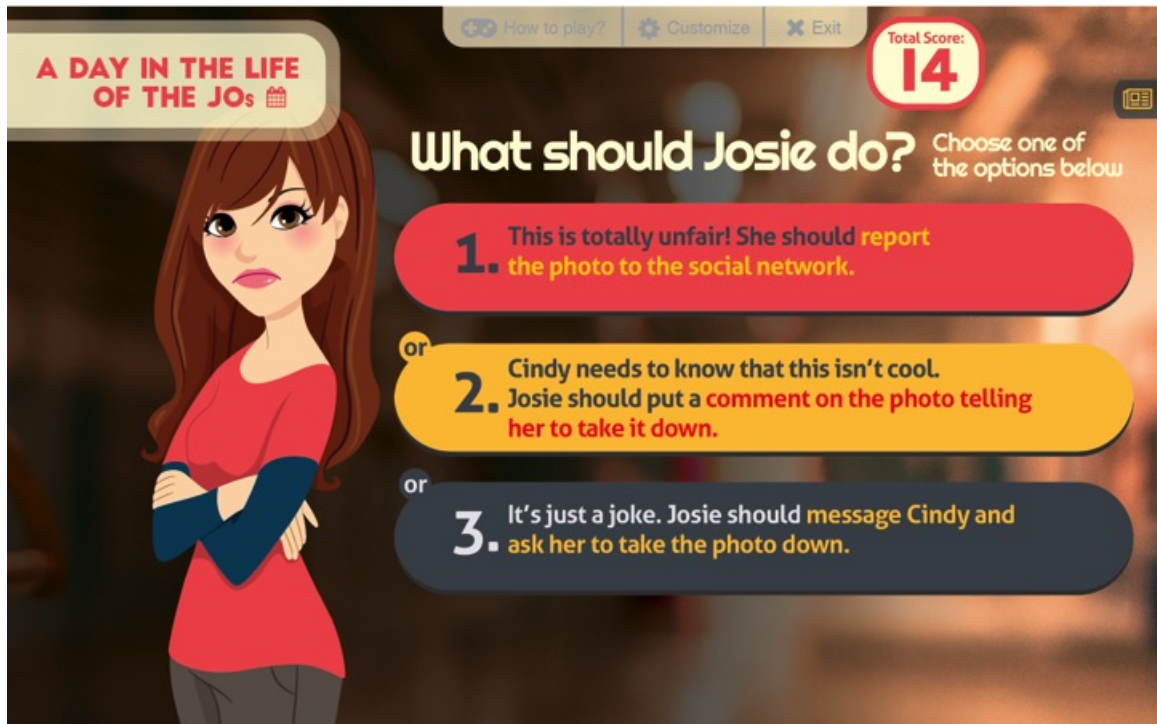 How to play?
Customize
Exit
Total Score:
14
A DAY IN THE LIFE
OF THE JOs
What should Josie do?
Choose one of
the options below
1. This is totally unfair! She should report
the photo to the social network.
or
2. Cindy needs to know that this isn't cool.
Josie should put a comment on the photo telling
her to take it down.
or
3. It's just a joke. Josie should message Cindy and
ask her to take the photo down.